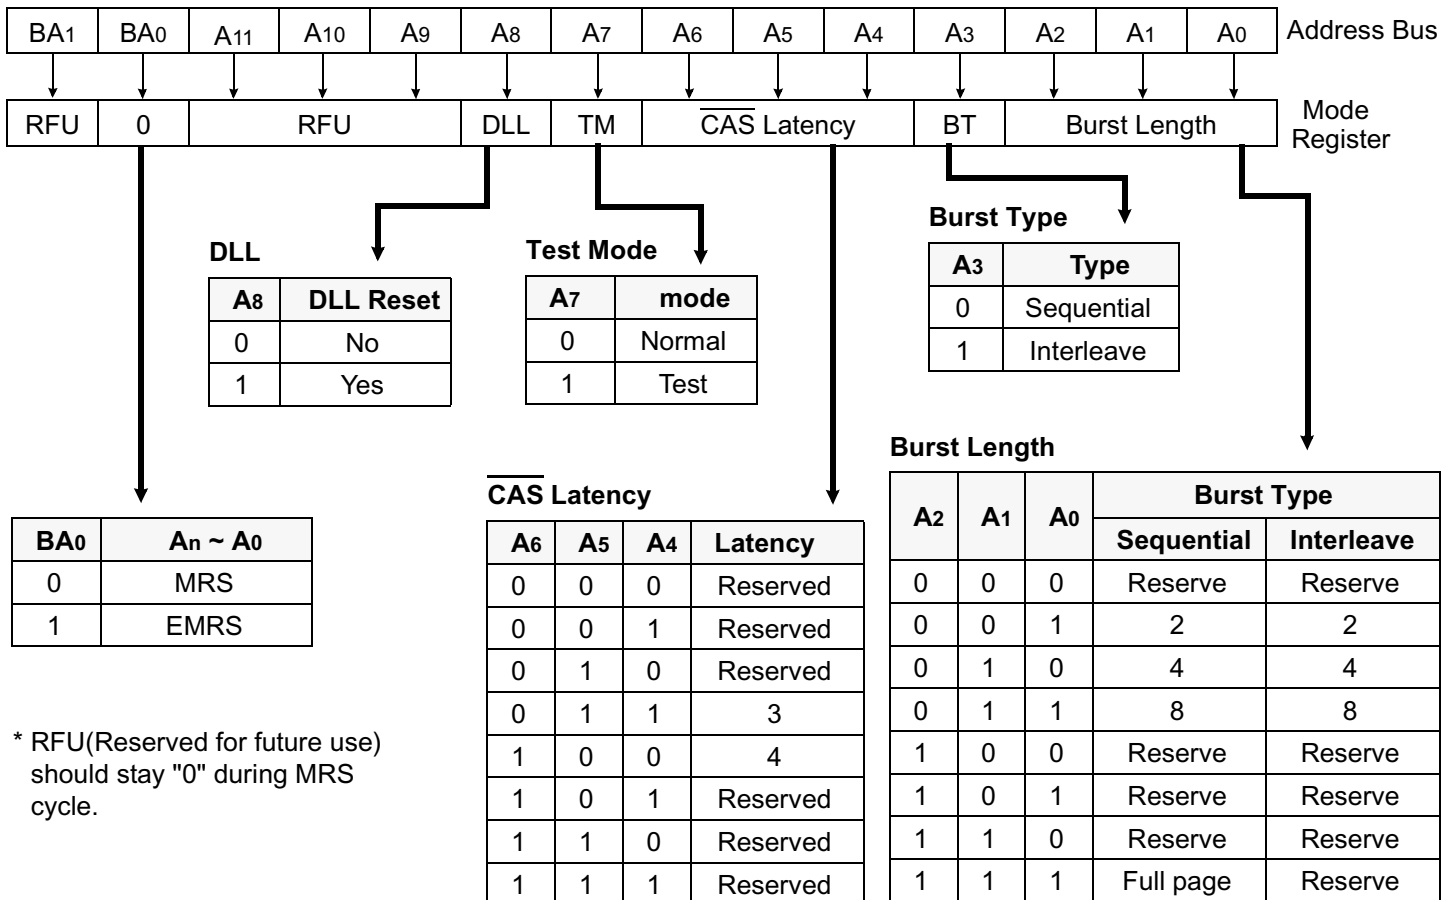 BA1 BA0 A11 A10 A9 A8 A7 A6 A5 A4 A3 A2 A1 A0 Address Bus
RFU 0 RFU DLL TM CAS Latency BT Burst Length Mode Register
DLL
A8 DLL Reset
0 No
1 Yes
Test Mode
A7 mode
0 Normal
1 Test
Burst Type
A3 Type
0 Sequential
1 Interleave
BA0 An ~ A0
0 MRS
1 EMRS
* RFU(Reserved for future use)
should stay "0" during MRS
cycle.
CAS Latency
A6 A5 A4 Latency
0 0 0 Reserved
0 0 1 Reserved
0 1 0 Reserved
0 1 1 3
1 0 0 4
1 0 1 Reserved
1 1 0 Reserved
1 1 1 Reserved
Burst Length
A2 A1 A0 Burst Type
Sequential Interleave
0 0 0 Reserve Reserve
0 0 1 2 2
0 1 0 4 4
0 1 1 8 8
1 0 0 Reserve Reserve
1 0 1 Reserve Reserve
1 1 0 Reserve Reserve
1 1 1 Full page Reserve